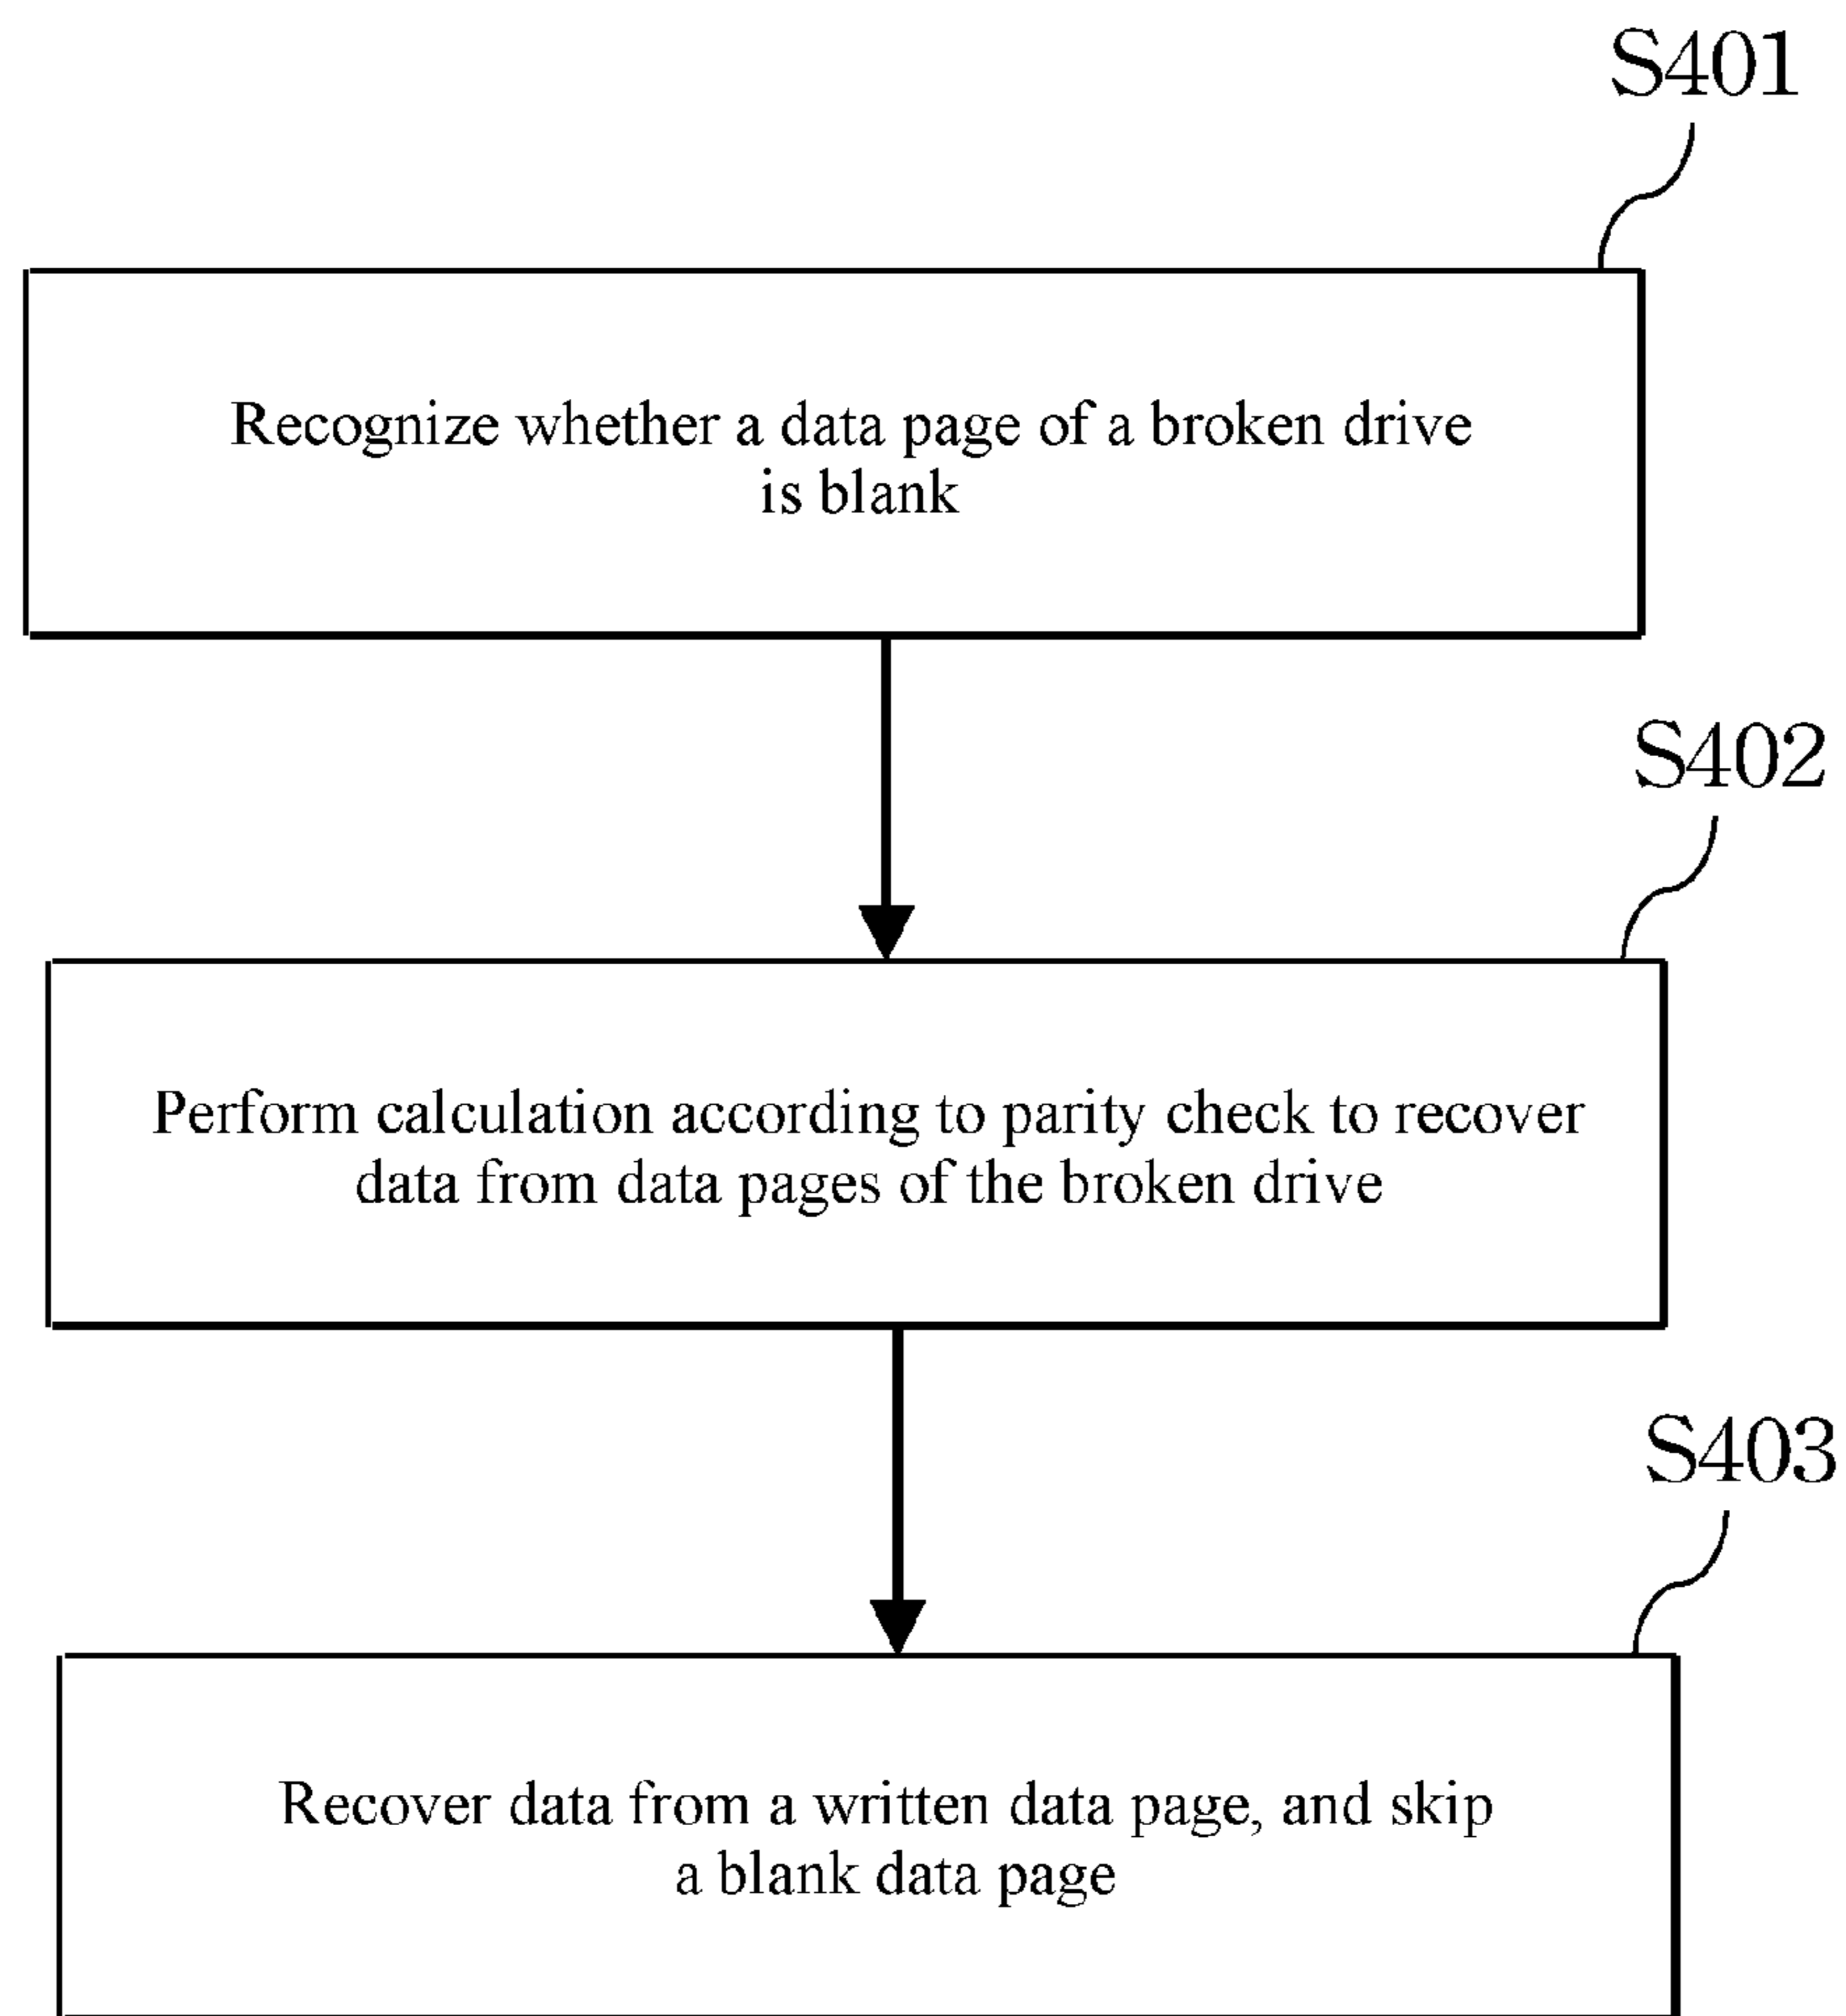 S401
Recognize whether a data page of a broken drive
is blank
S402
Perform calculation according to parity check to recover
data from data pages of the broken drive
S403
Recover data from a written data page, and skip
a blank data page